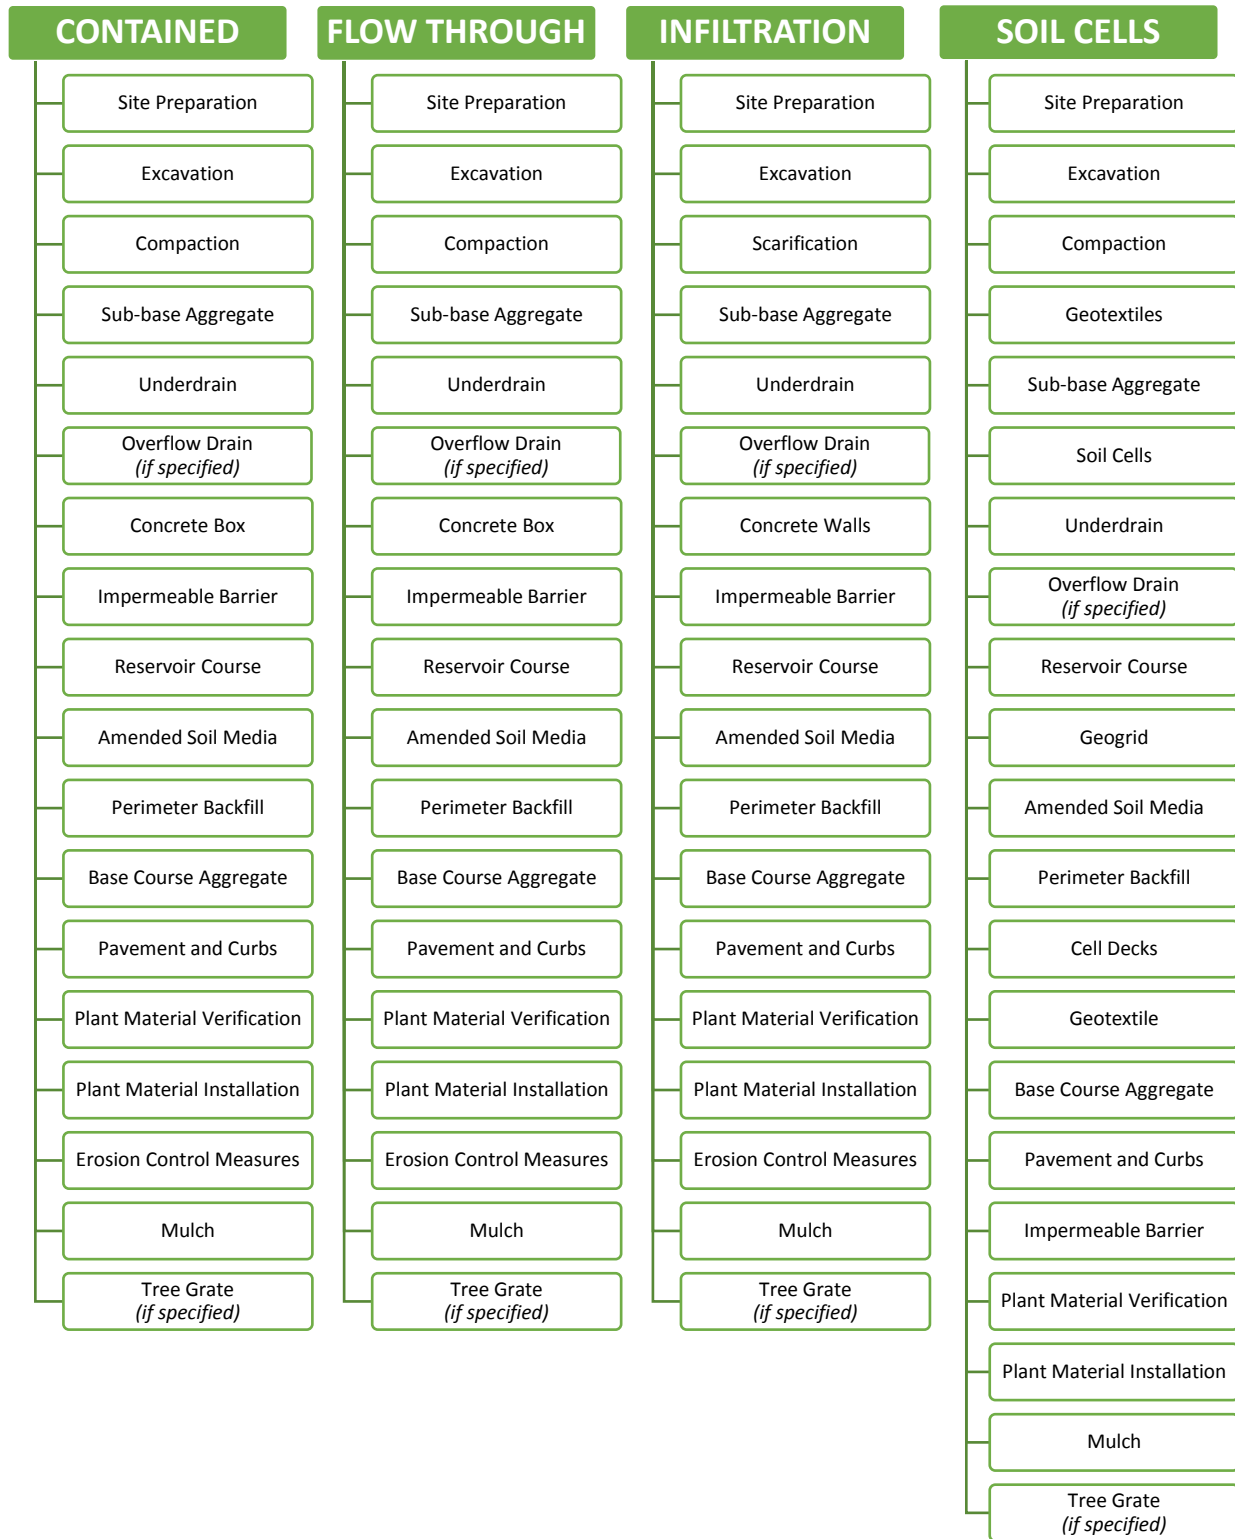 CONTAINED
Site Preparation
Excavation
Compaction
Sub-base Aggregate
Underdrain
Overflow Drain
(if specified)
Concrete Box
Impermeable Barrier
Reservoir Course
Amended Soil Media
Perimeter Backfill
Base Course Aggregate
Pavement and Curbs
Plant Material Verification
Plant Material Installation
Erosion Control Measures
Mulch
Tree Grate
(if specified)
FLOW THROUGH
Site Preparation
Excavation
Compaction
Sub-base Aggregate
Underdrain
Overflow Drain
(if specified)
Concrete Box
Impermeable Barrier
Reservoir Course
Amended Soil Media
Perimeter Backfill
Base Course Aggregate
Pavement and Curbs
Plant Material Verification
Plant Material Installation
Erosion Control Measures
Mulch
Tree Grate
(if specified)
INFILTRATION
Site Preparation
Excavation
Scarification
Sub-base Aggregate
Underdrain
Overflow Drain
(if specified)
Concrete Walls
Impermeable Barrier
Reservoir Course
Amended Soil Media
Perimeter Backfill
Base Course Aggregate
Pavement and Curbs
Plant Material Verification
Plant Material Installation
Erosion Control Measures
Mulch
Tree Grate
(if specified)
SOIL CELLS
Site Preparation
Excavation
Compaction
Geotextiles
Sub-base Aggregate
Soil Cells
Underdrain
Overflow Drain
(if specified)
Reservoir Course
Geogrid
Amended Soil Media
Perimeter Backfill
Cell Decks
Geotextile
Base Course Aggregate
Pavement and Curbs
Impermeable Barrier
Plant Material Verification
Plant Material Installation
Mulch
Tree Grate
(if specified)